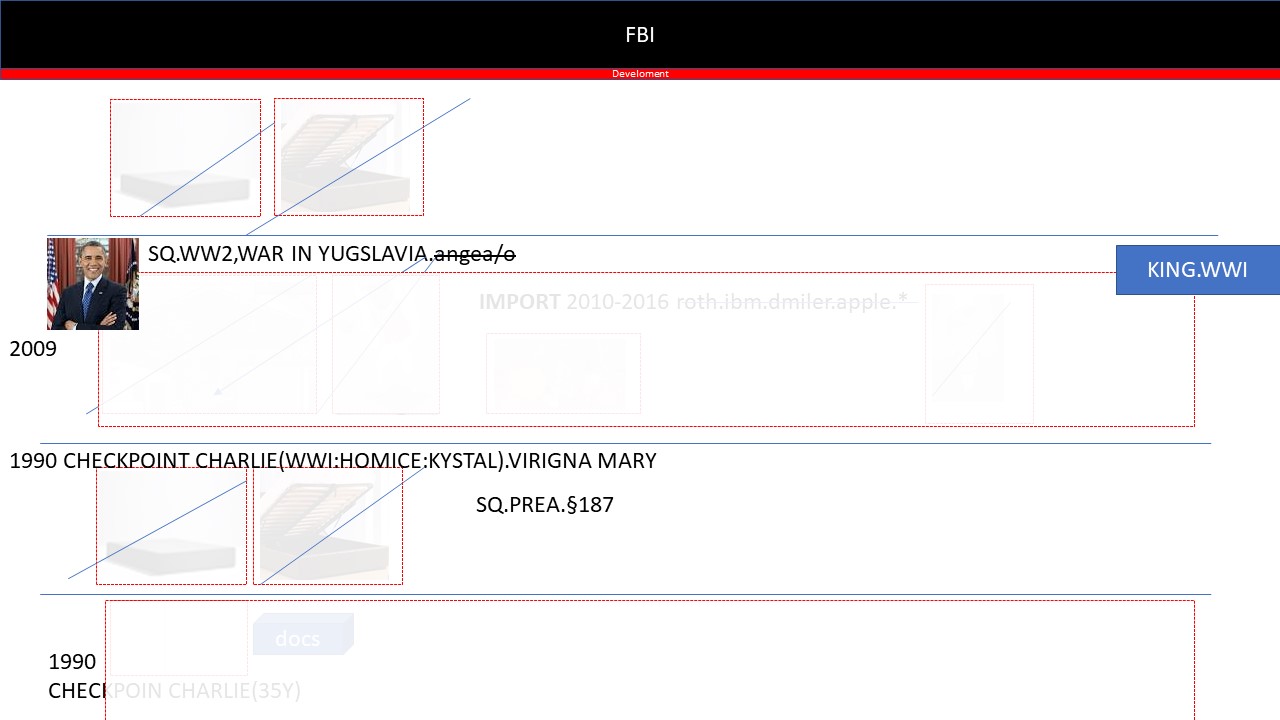 FBI
Develoment
SQ.WW2,WAR IN YUGSLAVIA.angea/o
KING.WWI
IMPORT 2010-2016 roth.ibm.dmiler.apple.*
2009
1990 CHECKPOINT CHARLIE(WWI:HOMICE:KYSTAL).VIRIGNA MARY
SQ.PREA.§187
docs
1990
CHECKPOIN CHARLIE(35Y)